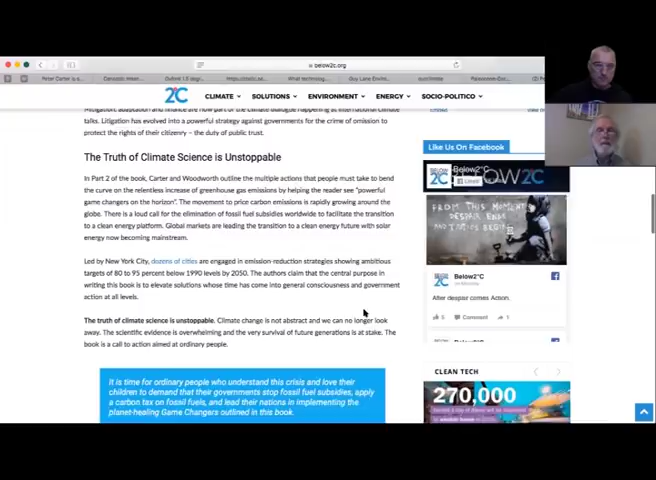 below2c.org
Guy Lane Enviro...
2C
CLIMATE
SOLUTIONS
ENVIRONMENT
ENERGY
SOCIO-POLITICO
Mitigation, adaptation and finance are now part of the climate dialogue happening at international climate
talks. Litigation has evolved into a powerful strategy against governments for the crime of omission to
protect the rights of their citizenry – the duty of public trust.
The Truth of Climate Science is Unstoppable
In Part 2 of the book, Carter and Woodworth outline the multiple actions that people must take to bend
the curve on the relentless increase of greenhouse gas emissions by helping the reader see "powerful
game changers on the horizon". The movement to price carbon emissions is rapidly growing around the
globe. There is a loud call for the elimination of fossil fuel subsidies worldwide to facilitate the transition
to a clean energy platform. Global markets are leading the transition to a clean energy future with solar
energy now becoming mainstream.
Led by New York City, dozens of cities are engaged in emission-reduction strategies showing ambitious
targets of 80 to 95 percent below 1990 levels by 2050. The authors claim that the central purpose in
writing this book is to elevate solutions whose time has come into general consciousness and government
action at all levels.
The truth of climate science is unstoppable. Climate change is not abstract and we can no longer look
away. The scientific evidence is overwhelming and the very survival of future generations is at stake. The
book is a call to action aimed at ordinary people.
It is time for ordinary people who understand this crisis and love their
children to demand that their governments stop fossil fuel subsidies, apply
a carbon tax on fossil fuels, and lead their nations in implementing the
planet-healing Game Changers outlined in this book.
Like Us On Facebook
Below2°C
FROM THIS MOMENT
DESPAIR ENDS
AND TACTICS BEGIN
Below2°C
After despair comes Action.
CLEAN TECH
270,000